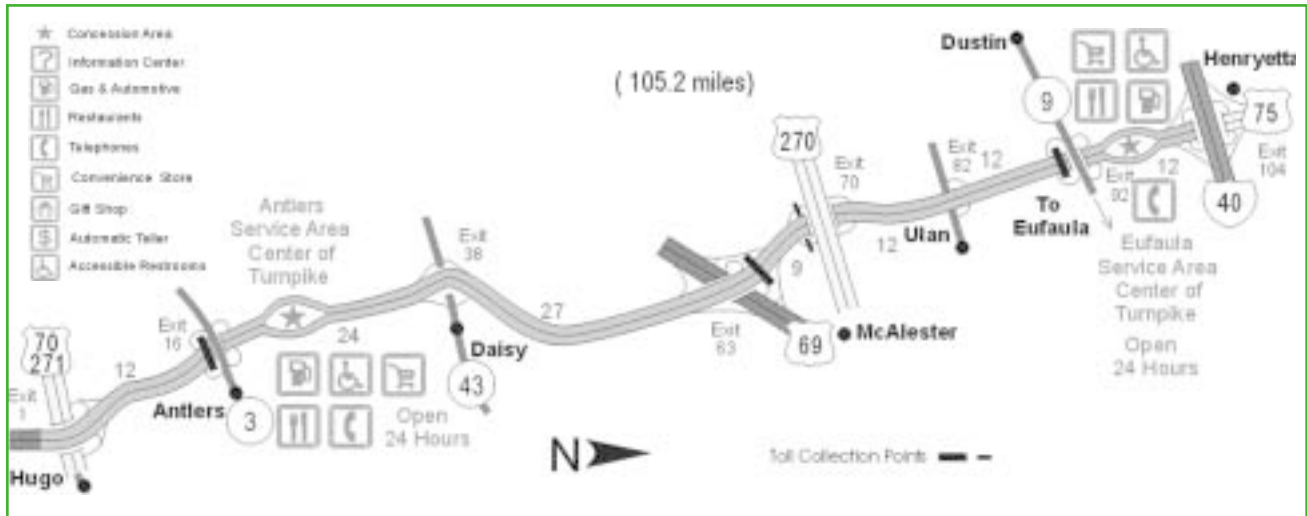 Concession Area
Information Center
Gas & Automotive
Restaurants
Telephones
Convenience Store
Gift Shop
Automatic Teller
Accessible Restrooms
( 105.2 miles)
Dustin
9
Henryetta
75
Exit
104
40
12
Exit
92
To
Eufaula
Eufaula
Service Area
Center of
Turnpike
Open
24 Hours
12
Exit
82
Ulan
12
270
Exit
70
9
McAlester
69
Exit
63
27
Exit
38
Daisy
43
Antlers
Service Area
Center of
Turnpike
24
Open
24 Hours
Exit
16
Antlers
3
12
70
271
Exit
1
Hugo
N
Toll Collection Points